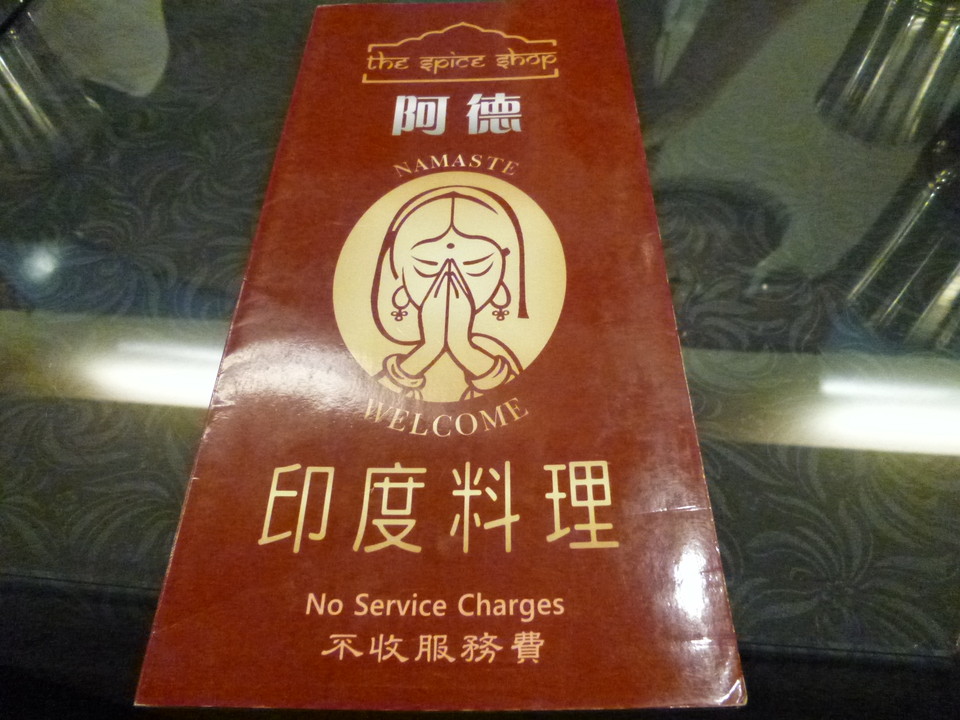 the spice shop
阿德
NAMASTE
WELCOME
印度料理
No Service Charges
不收服務費